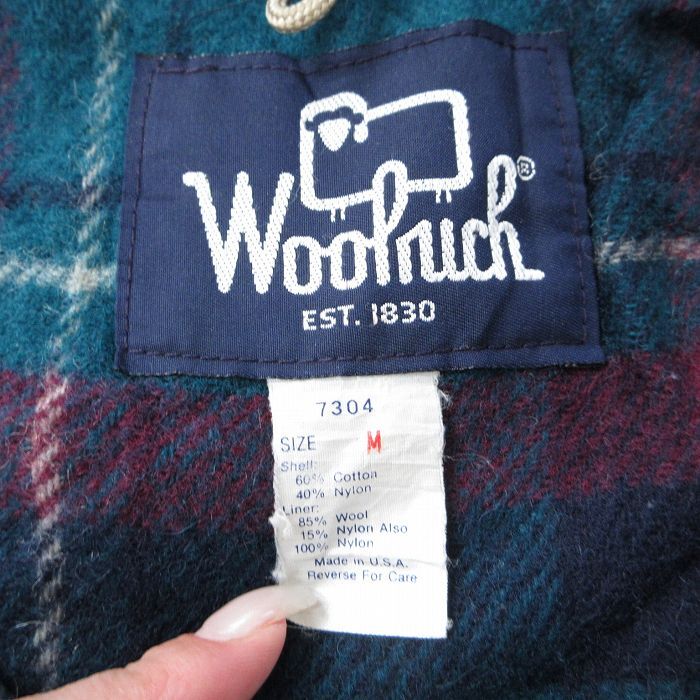 Woolrich®
EST. 1830
7304
SIZE M
Shell:
60% Cotton
40% Nylon
Liner:
85% Wool
15% Nylon Also
100% Nylon
Made in U.S.A.
Reverse For Care